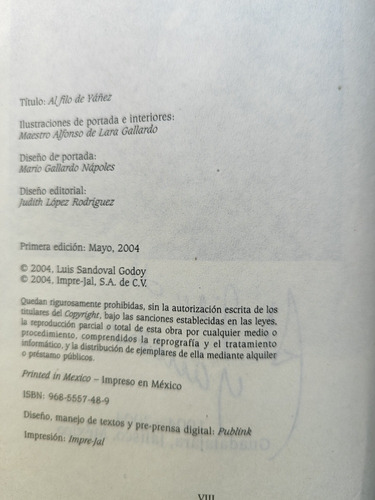 Título: Al filo de Yáñez
Ilustraciones de portada e interiores:
Maestro Alfonso de Lara Gallardo
Diseño de portada:
Mario Gallardo Nápoles
Diseño editorial:
Judith López Rodríguez
Primera edición: Mayo, 2004
© 2004, Luis Sandoval Godoy
© 2004, Impre-Jal, S.A. de C.V.
Quedan rigurosamente prohibidas, sin la autorización escrita de los
titulares del Copyright, bajo las sanciones establecidas en las leyes,
la reproducción parcial o total de esta obra por cualquier medio o
procedimiento, comprendidos la reprografía y el tratamiento
informático, y la distribución de ejemplares de ella mediante alquiler
o préstamo públicos.
Printed in Mexico – Impreso en México
ISBN: 968-5557-48-9
Diseño, manejo de textos y pre-prensa digital: Publink
Impresión: Impre-Jal
VIII